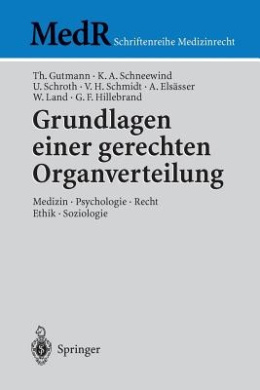 MedR Schriftenreihe Medizinrecht
Th. Gutmann · K. A. Schneewind
U. Schroth · V. H. Schmidt · A. Elsässer
W. Land · G. F. Hillebrand
Grundlagen
einer gerechten
Organverteilung
Medizin · Psychologie · Recht
Ethik · Soziologie
Springer